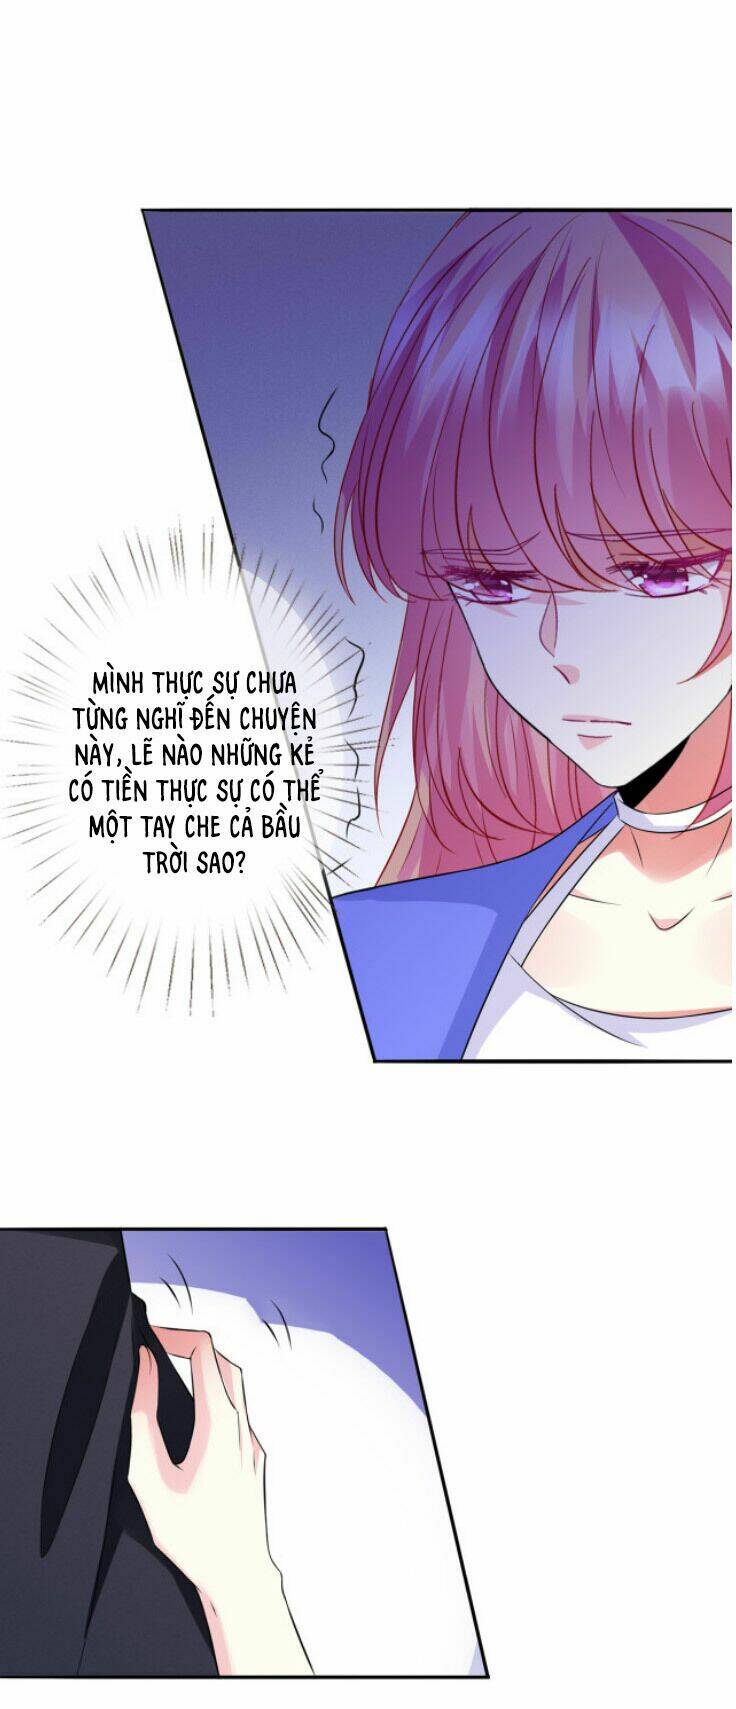 MÌNH THỰC SỰ CHƯA
TỪNG NGHĨ ĐẾN CHUYỆN
NÀY, LẼ NÀO NHỮNG KẺ
CÓ TIỀN THỰC SỰ CÓ THỂ
MỘT TAY CHE CẢ BẦU
TRỜI SAO?